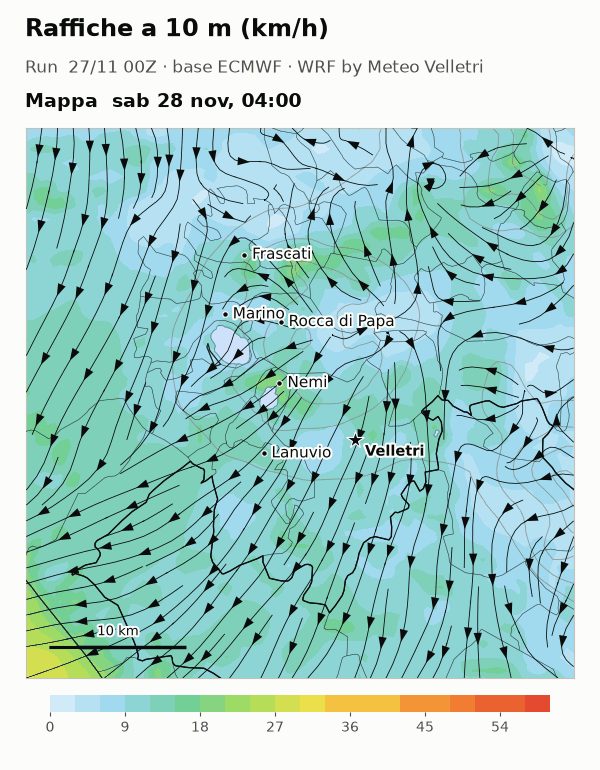 Raffiche a 10 m (km/h)
Run 27/11 00Z · base ECMWF · WRF by Meteo Velletri
Mappa sab 28 nov, 04:00
Frascati
Marino
Rocca di Papa
Nemi
Velletri
Lanuvio
10 km
0 9 18 27 36 45 54